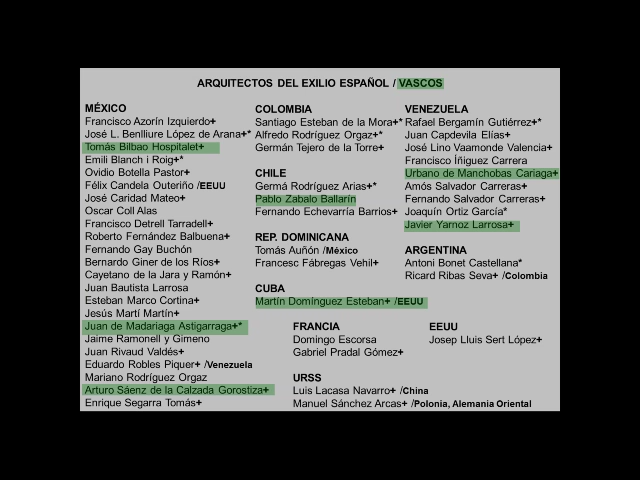 ARQUITECTOS DEL EXILIO ESPAÑOL / VASCOS
MÉXICO
Francisco Azorín Izquierdo+
José L. Benlliure López de Arana+*
Tomás Bilbao Hospitalet+
Emili Blanch i Roig+*
Ovidio Botella Pastor+
Félix Candela Outeriño /EEUU
José Caridad Mateo+
Oscar Coll Alas
Francisco Detrell Tarradell+
Roberto Fernández Balbuena+
Fernando Gay Buchón
Bernardo Giner de los Ríos+
Cayetano de la Jara y Ramón+
Juan Bautista Larrosa
Esteban Marco Cortina+
Jesús Martí Martín+
Juan de Madariaga Astigarraga+*
Jaime Ramonell y Gimeno
Juan Rivaud Valdés+
Eduardo Robles Piquer+ /Venezuela
Mariano Rodríguez Orgaz
Arturo Sáenz de la Calzada Gorostiza+
Enrique Segarra Tomás+
COLOMBIA
Santiago Esteban de la Mora+*
Alfredo Rodríguez Orgaz+*
Germán Tejero de la Torre+
CHILE
Germá Rodríguez Arias+*
Pablo Zabalo Ballarín
Fernando Echevarría Barrios+
REP. DOMINICANA
Tomás Auñón /México
Francesc Fábregas Vehil+
CUBA
Martín Domínguez Esteban+ /EEUU
VENEZUELA
Rafael Bergamín Gutiérrez+*
Juan Capdevila Elías+
José Lino Vaamonde Valencia+
Francisco Íñiguez Carrera
Urbano de Manchobas Cariaga+
Amós Salvador Carreras+
Fernando Salvador Carreras+
Joaquín Ortiz García*
Javier Yarnoz Larrosa+
ARGENTINA
Antoni Bonet Castellana*
Ricard Ribas Seva+ /Colombia
FRANCIA
Domingo Escorsa
Gabriel Pradal Gómez+
EEUU
Josep Lluis Sert López+
URSS
Luis Lacasa Navarro+ /China
Manuel Sánchez Arcas+ /Polonia, Alemania Oriental